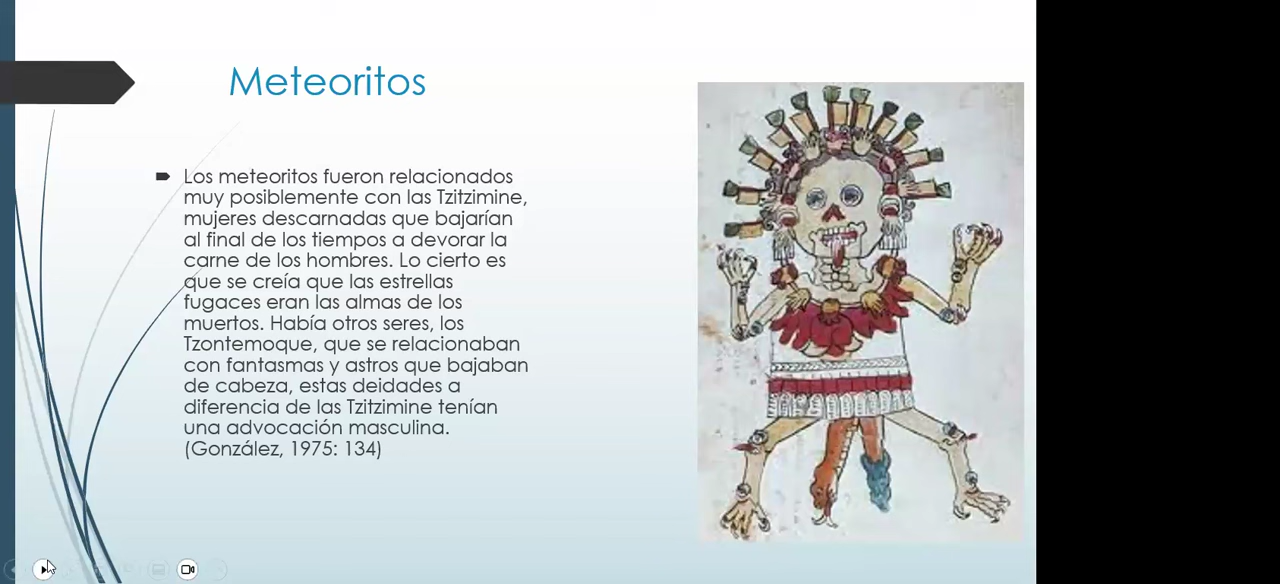 Meteoritos
Los meteoritos fueron relacionados
muy posiblemente con las Tzitzimine,
mujeres descarnadas que bajarían
al final de los tiempos a devorar la
carne de los hombres. Lo cierto es
que se creía que las estrellas
fugaces eran las almas de los
muertos. Había otros seres, los
Tzontemoque, que se relacionaban
con fantasmas y astros que bajaban
de cabeza, estas deidades a
diferencia de las Tzitzimine tenían
una advocación masculina.
(González, 1975: 134)